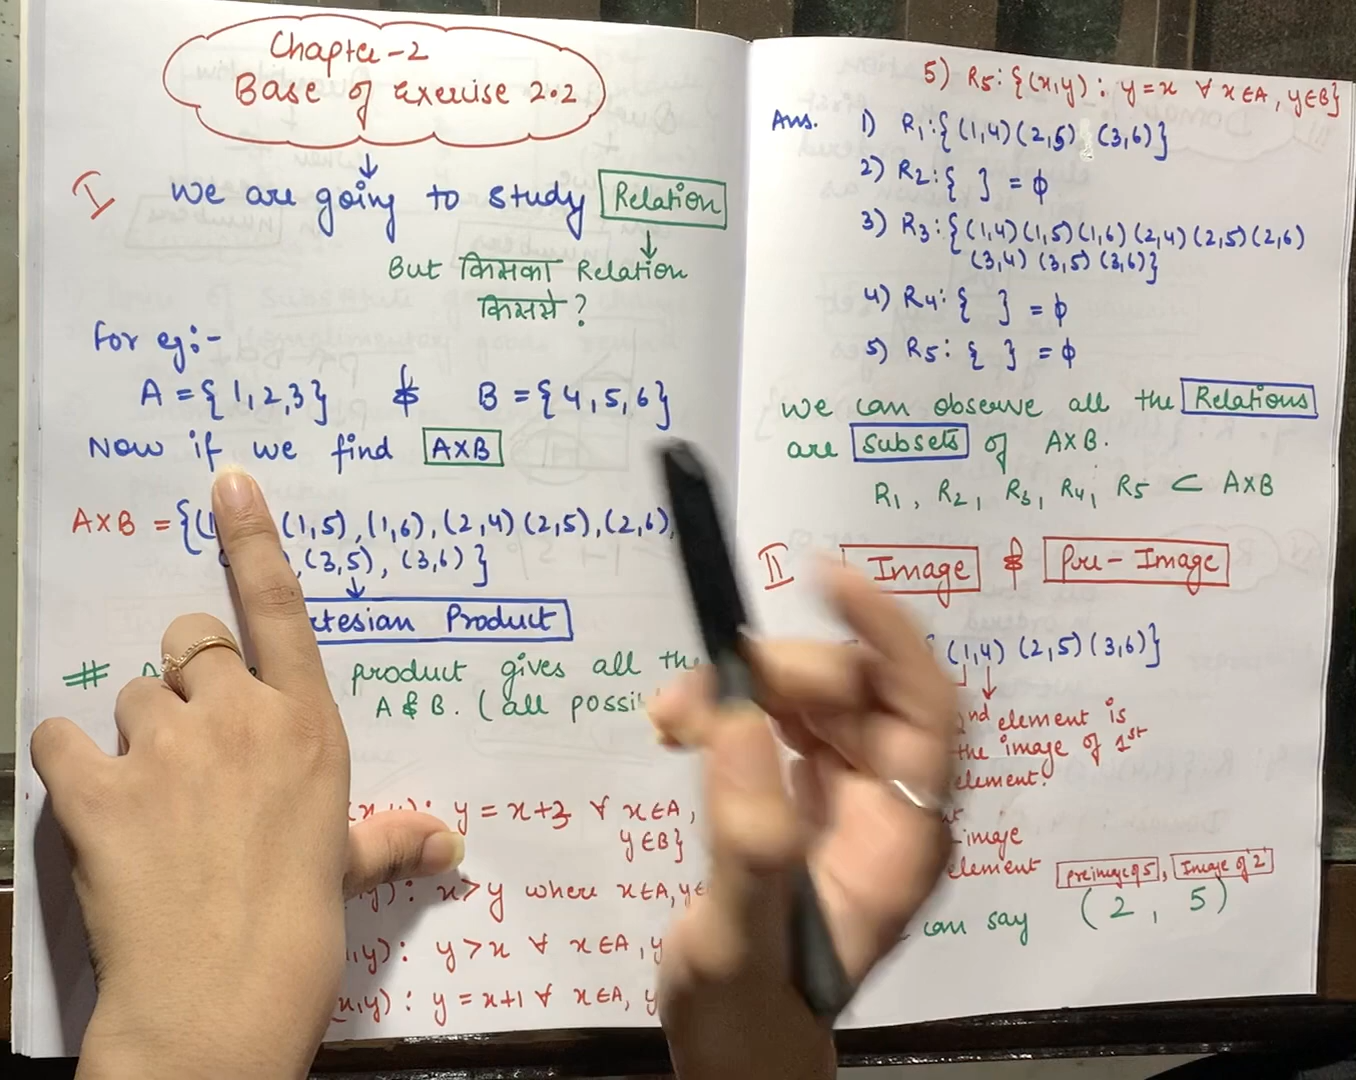 Chapter-2
Base of Exercise 2.2
I we are going to study Relation
But किसका Relation
किससे?
For eg:-
A = {1,2,3} & B = {4,5,6}
Now if we find AxB
AxB = {(1 (1,5), (1,6), (2,4) (2,5), (2,6),
, (3,5), (3,6)}
tesian Product
# product gives all the
A & B. (all possi
y = x+3 ∀ x∈A,
y∈B}
y): x>y where x∈A, y∈
,y): y>x ∀ x∈A, y
x,y): y = x+1 ∀ x∈A, y
5) R5: {(x,y): y=x ∀ x∈A, y∈B}
Ans. 1) R1:{(1,4) (2,5) (3,6)}
2) R2:{ } = ϕ
3) R3:{(1,4) (1,5) (1,6) (2,4) (2,5) (2,6)
(3,4) (3,5) (3,6)}
4) R4: { } = ϕ
5) R5: { } = ϕ
we can observe all the Relations
are Subsets of AxB.
R1, R2, R3, R4, R5 ⊂ AxB
II Image & Pre-Image
(1,4) (2,5) (3,6)}
nd element is
the image of 1st
element.
image
element preimage of 5, Image of '2'
can say (2, 5)